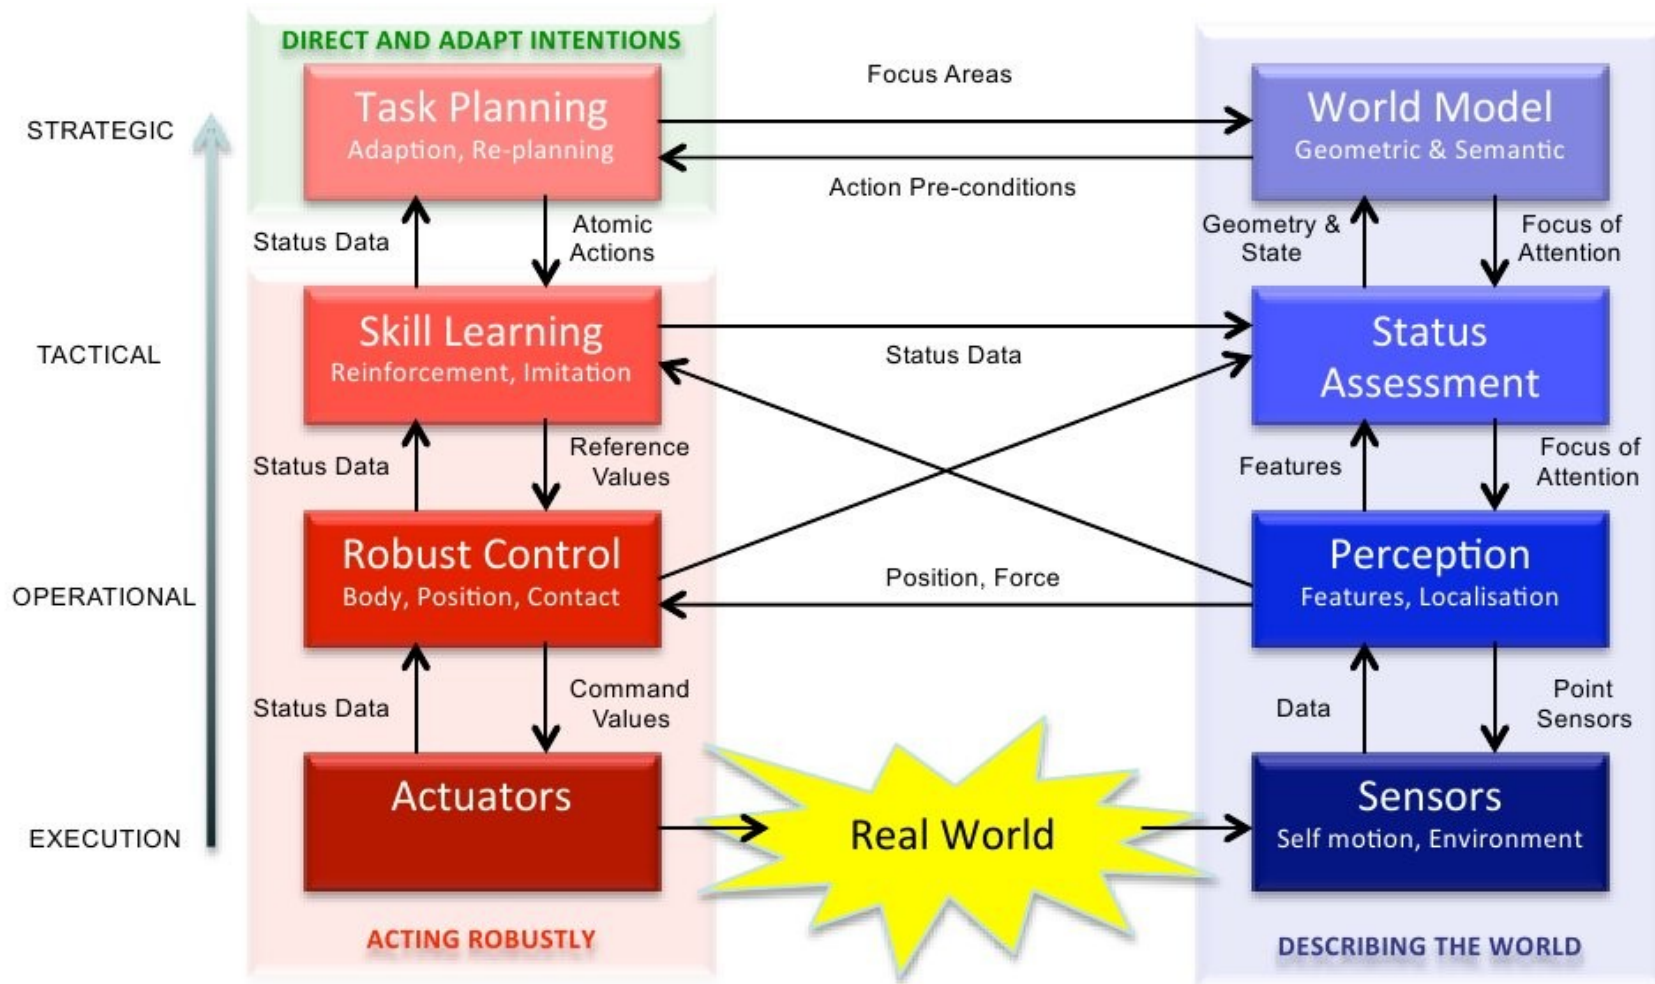 DIRECT AND ADAPT INTENTIONS
STRATEGIC
Task Planning
Adaption, Re-planning
Focus Areas
Action Pre-conditions
World Model
Geometric & Semantic
Status Data
Atomic
Actions
Geometry &
State
Focus of
Attention
TACTICAL
Skill Learning
Reinforcement, Imitation
Status Data
Status
Assessment
Status Data
Reference
Values
Features
Focus of
Attention
OPERATIONAL
Robust Control
Body, Position, Contact
Position, Force
Perception
Features, Localisation
Status Data
Command
Values
Data
Point
Sensors
EXECUTION
Actuators
Real World
Sensors
Self motion, Environment
ACTING ROBUSTLY
DESCRIBING THE WORLD